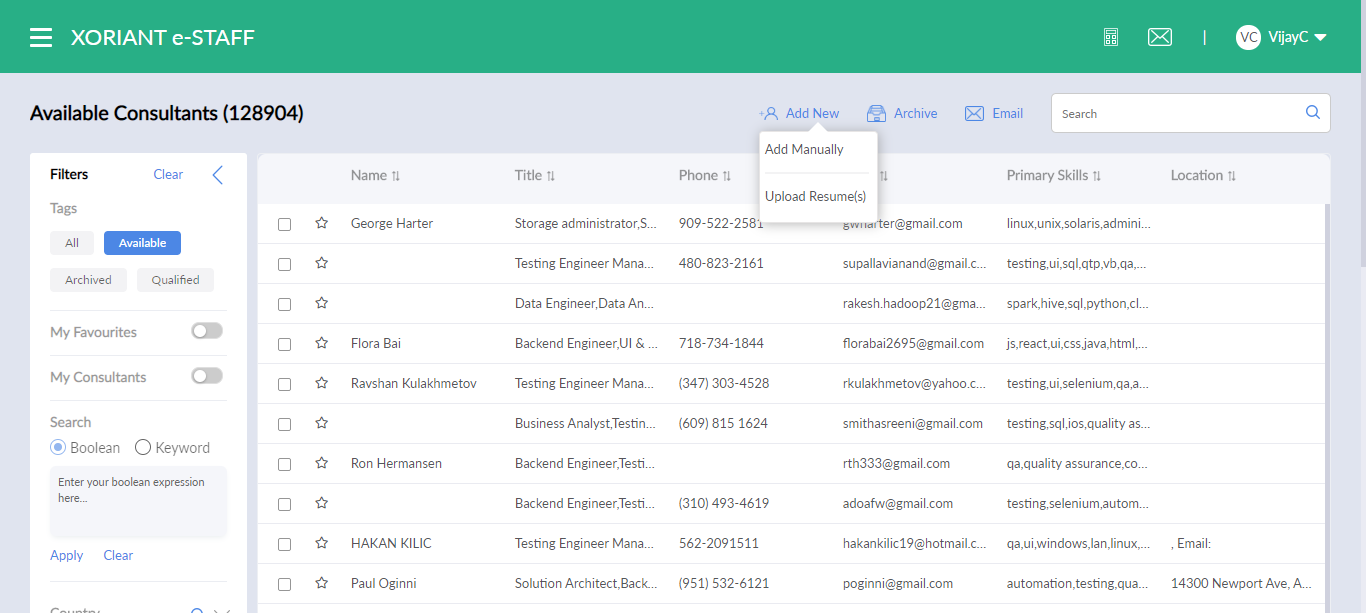 XORIANT e-STAFF
VC VijayC
Available Consultants (128904)
Add New Archive Email Search
Add Manually
Upload Resume(s)
Filters Clear
Tags
All Available
Archived Qualified
My Favourites
My Consultants
Search
Boolean Keyword
Enter your boolean expression
here...
Apply Clear
Country
Name Title Phone Primary Skills Location
George Harter Storage administrator,S... 909-522-2581 gwharter@gmail.com linux,unix,solaris,admini...
Testing Engineer Mana... 480-823-2161 supallavianand@gmail.c... testing,ui,sql,qtp,vb,qa,...
Data Engineer,Data An... rakesh.hadoop21@gma... spark,hive,sql,python,cl...
Flora Bai Backend Engineer,UI & ... 718-734-1844 florabai2695@gmail.com js,react,ui,css,java,html,...
Ravshan Kulakhmetov Testing Engineer Mana... (347) 303-4528 rkulakhmetov@yahoo.c... testing,ui,selenium,qa,a...
Business Analyst,Testin... (609) 815 1624 smithasreeni@gmail.com testing,sql,ios,quality as...
Ron Hermansen Backend Engineer,Testi... rth333@gmail.com qa,quality assurance,co...
Backend Engineer,Testi... (310) 493-4619 adoafw@gmail.com testing,selenium,autom...
HAKAN KILIC Testing Engineer Mana... 562-2091511 hakankilic19@hotmail.c... qa,ui,windows,lan,linux,... , Email:
Paul Oginni Solution Architect,Back... (951) 532-6121 poginni@gmail.com automation,testing,qua... 14300 Newport Ave, A...